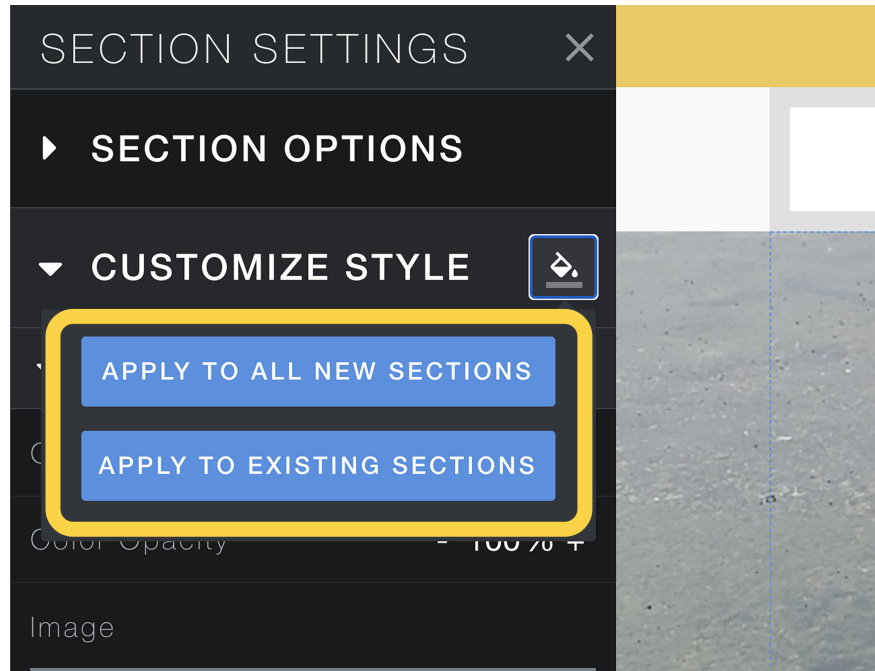 SECTION SETTINGS
SECTION OPTIONS
CUSTOMIZE STYLE
APPLY TO ALL NEW SECTIONS
APPLY TO EXISTING SECTIONS
Color Opacity - 100% +
Image